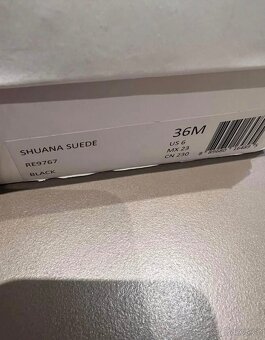 SHUANA SUEDE
RE9767
BLACK
36M
US 6
MX 23
CN 230